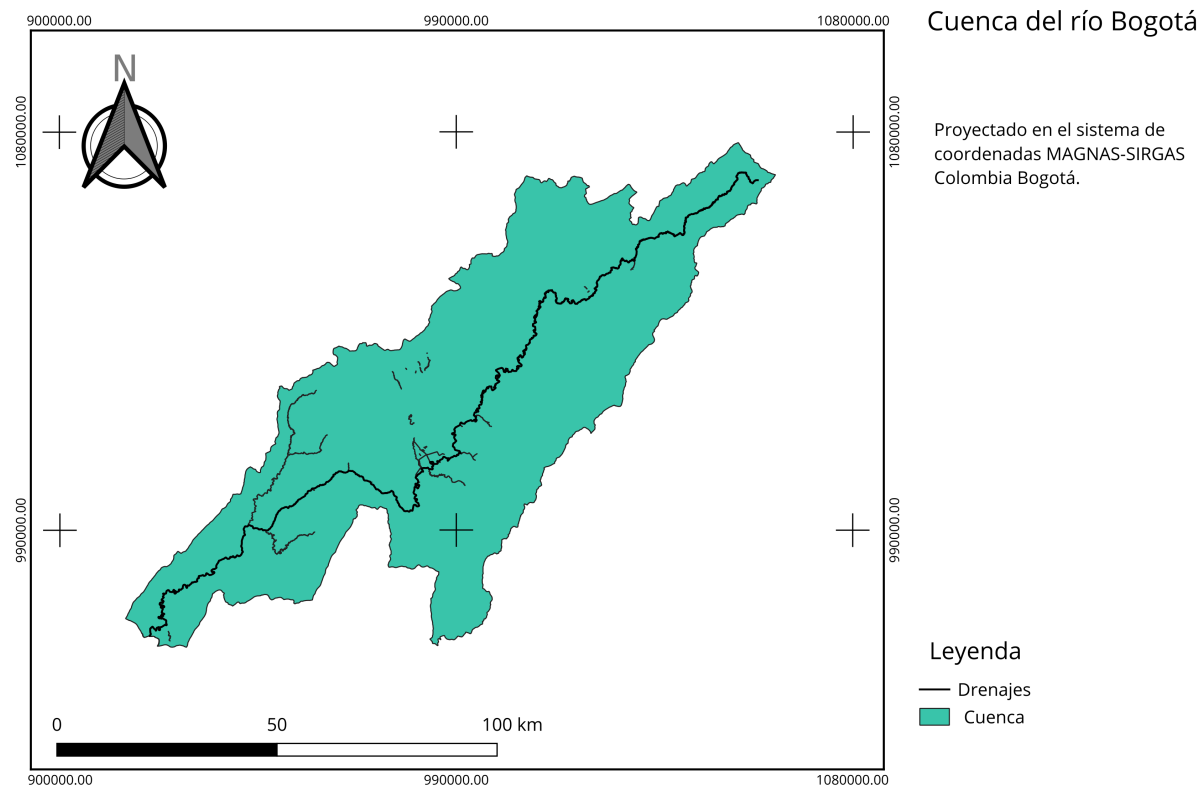 Cuenca del río Bogotá
900000.00 990000.00 1080000.00
N
1080000.00 1080000.00
Proyectado en el sistema de
coordenadas MAGNAS-SIRGAS
Colombia Bogotá.
990000.00 990000.00
Leyenda
Drenajes
Cuenca
0 50 100 km
900000.00 990000.00 1080000.00